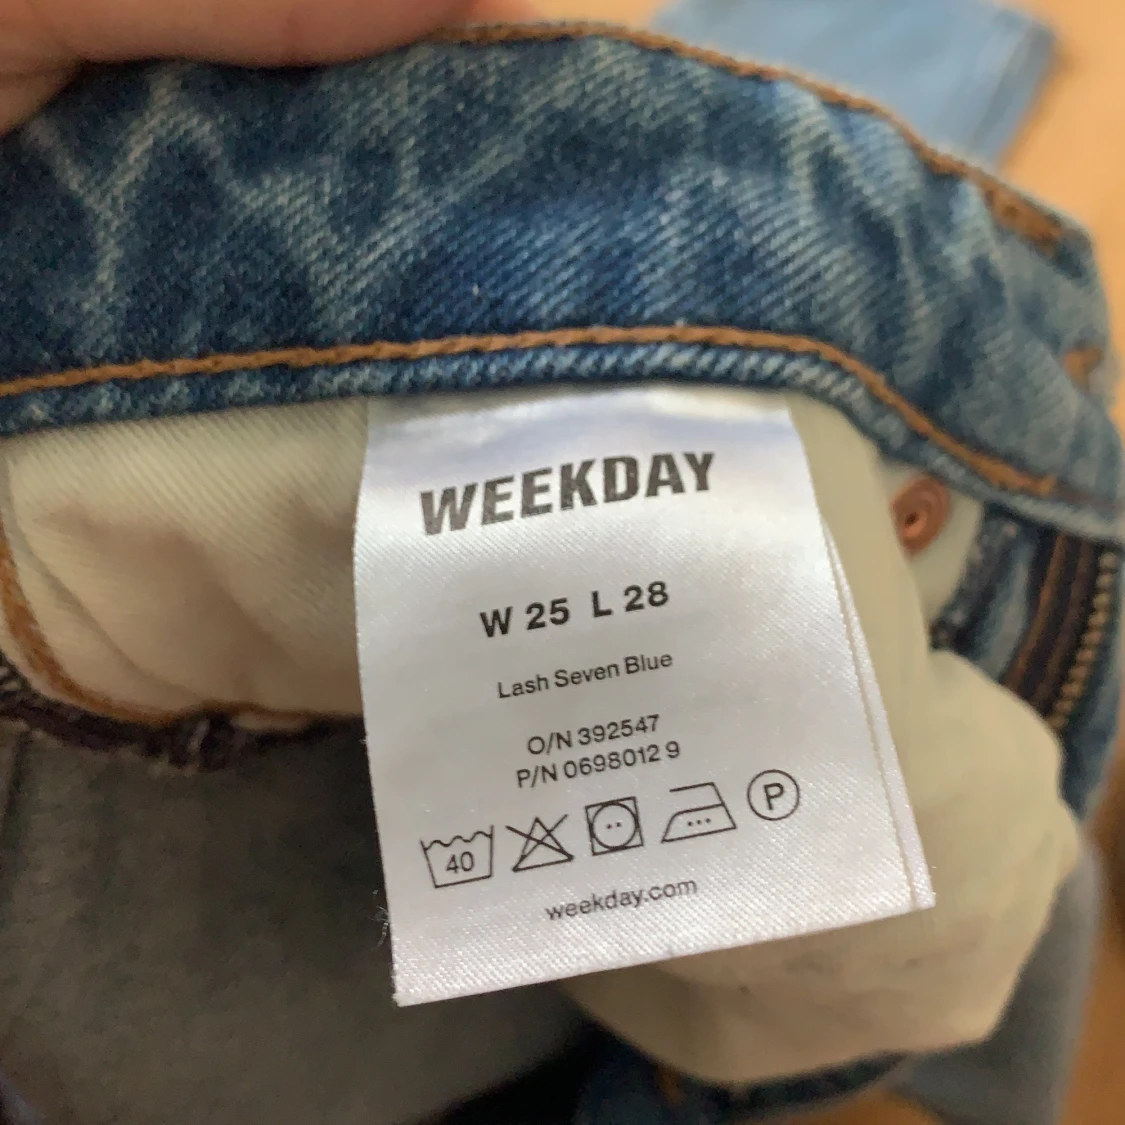 WEEKDAY
W 25 L 28
Lash Seven Blue
O/N 392547
P/N 0698012 9
40 P
weekday.com